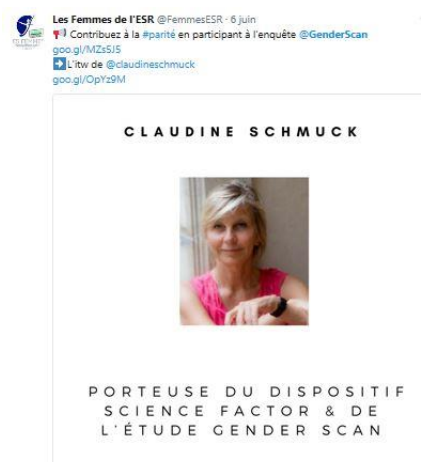 Les Femmes de l'ESR @FemmesESR · 6 juin
Contribuez à la #parité en participant à l'enquête @GenderScan
goo.gl/MZsSJ5
L'itw de @claudineschmuck
goo.gl/OpYz9M
CLAUDINE SCHMUCK
PORTEUSE DU DISPOSITIF
SCIENCE FACTOR & DE
L'ÉTUDE GENDER SCAN